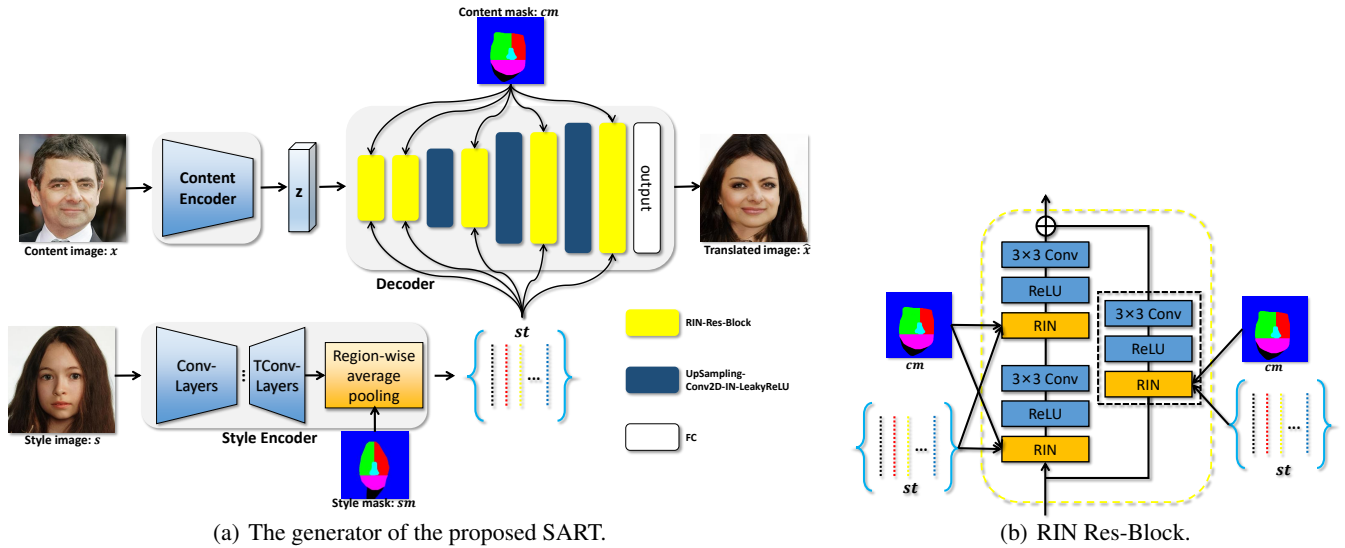 Content mask: cm
Content Encoder
z
output
Content image: x
Decoder
Translated image: x̂
st
Conv-Layers
TConv-Layers
Region-wise average pooling
...
Style Encoder
Style image: s
Style mask: sm
RIN-Res-Block
UpSampling-
Conv2D-IN-LeakyReLU
FC
(a) The generator of the proposed SART.
3×3 Conv
ReLU
RIN
3×3 Conv
ReLU
RIN
3×3 Conv
ReLU
RIN
cm
cm
...
st
...
st
(b) RIN Res-Block.